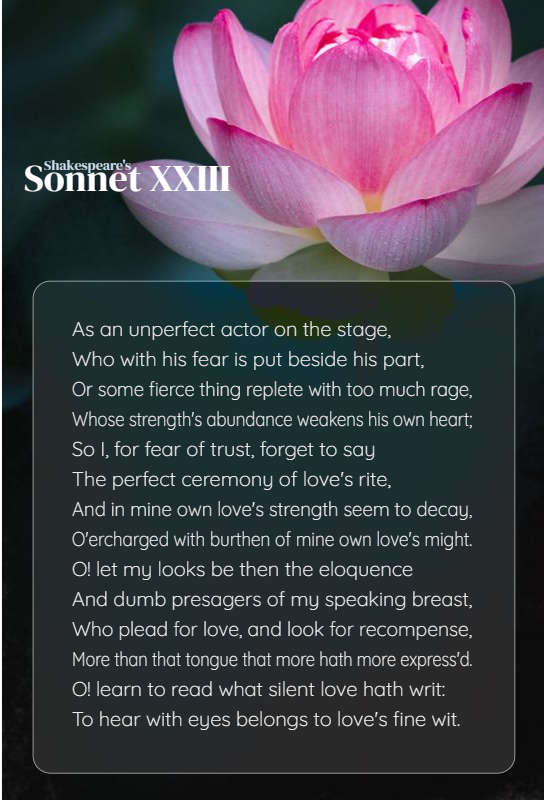 Shakespeare's
Sonnet XXIII
As an unperfect actor on the stage,
Who with his fear is put beside his part,
Or some fierce thing replete with too much rage,
Whose strength's abundance weakens his own heart;
So I, for fear of trust, forget to say
The perfect ceremony of love's rite,
And in mine own love's strength seem to decay,
O'ercharged with burthen of mine own love's might.
O! let my looks be then the eloquence
And dumb presagers of my speaking breast,
Who plead for love, and look for recompense,
More than that tongue that more hath more express'd.
O! learn to read what silent love hath writ:
To hear with eyes belongs to love's fine wit.